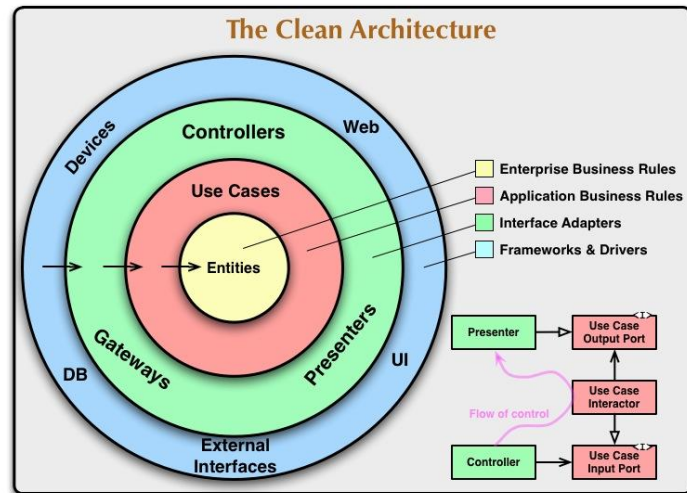 The Clean Architecture
Devices
Web
Controllers
Use Cases
Entities
Gateways
Presenters
DB
UI
External
Interfaces
Enterprise Business Rules
Application Business Rules
Interface Adapters
Frameworks & Drivers
Presenter
<I>
Use Case
Output Port
Use Case
Interactor
Flow of control
Controller
<I>
Use Case
Input Port